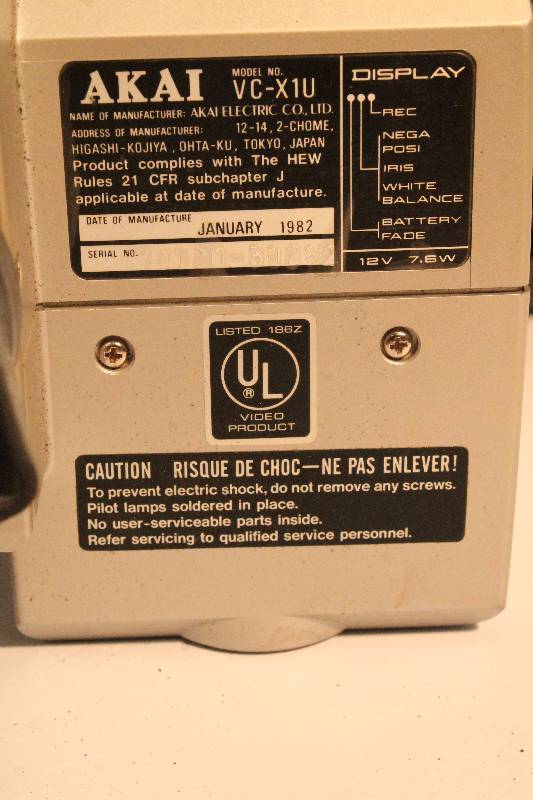 AKAI
MODEL NO.
VC-X1U
NAME OF MANUFACTURER: AKAI ELECTRIC CO., LTD.
ADDRESS OF MANUFACTURER: 12-14, 2-CHOME,
HIGASHI-KOJIYA, OHTA-KU, TOKYO, JAPAN
Product complies with The HEW
Rules 21 CFR subchapter J
applicable at date of manufacture.
DATE OF MANUFACTURE
JANUARY 1982
SERIAL NO.
DISPLAY
REC
NEGA
POSI
IRIS
WHITE
BALANCE
BATTERY
FADE
12V 7.6W
LISTED 186Z
UL
®
VIDEO
PRODUCT
CAUTION RISQUE DE CHOC—NE PAS ENLEVER!
To prevent electric shock, do not remove any screws.
Pilot lamps soldered in place.
No user-serviceable parts inside.
Refer servicing to qualified service personnel.